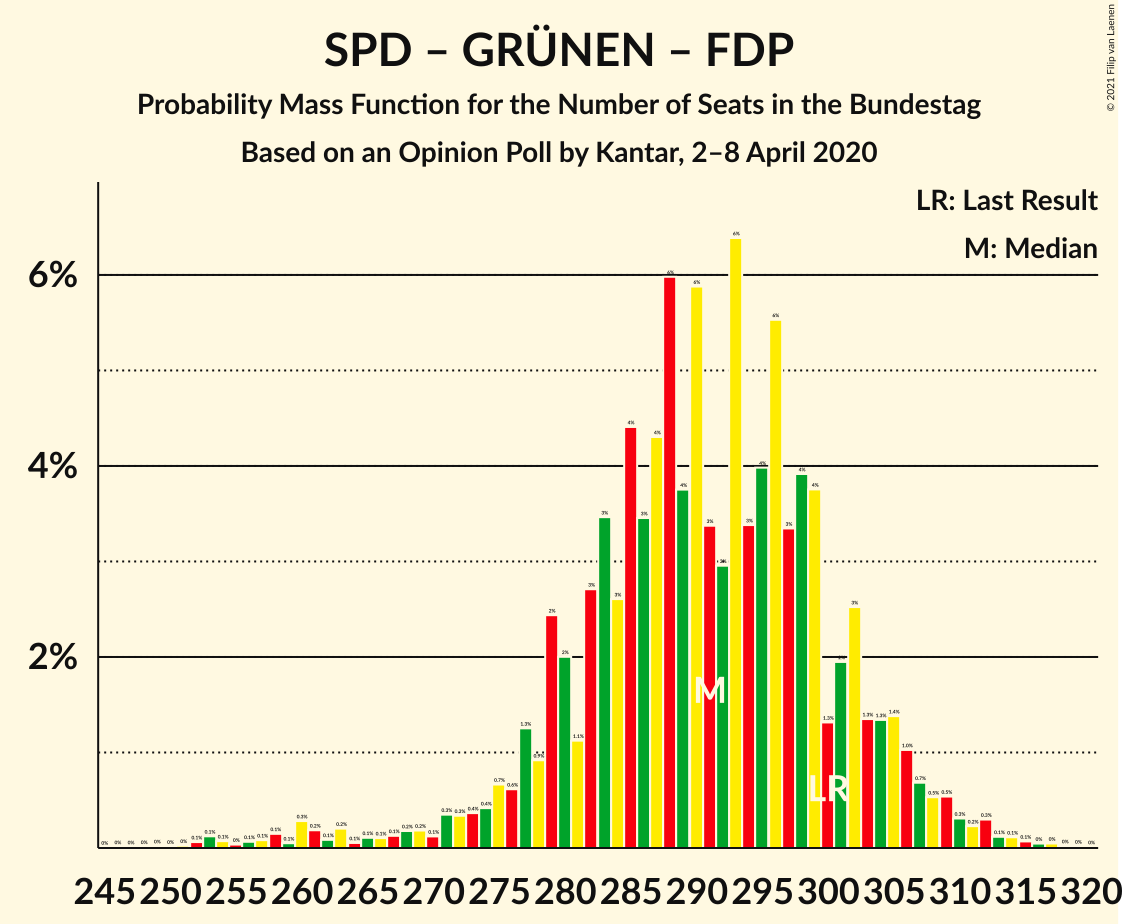 SPD – GRÜNEN – FDP
Probability Mass Function for the Number of Seats in the Bundestag
Based on an Opinion Poll by Kantar, 2–8 April 2020
© 2021 Filip van Laenen
LR: Last Result
M: Median
6%
4%
2%
M
LR
245 250 255 260 265 270 275 280 285 290 295 300 305 310 315 320